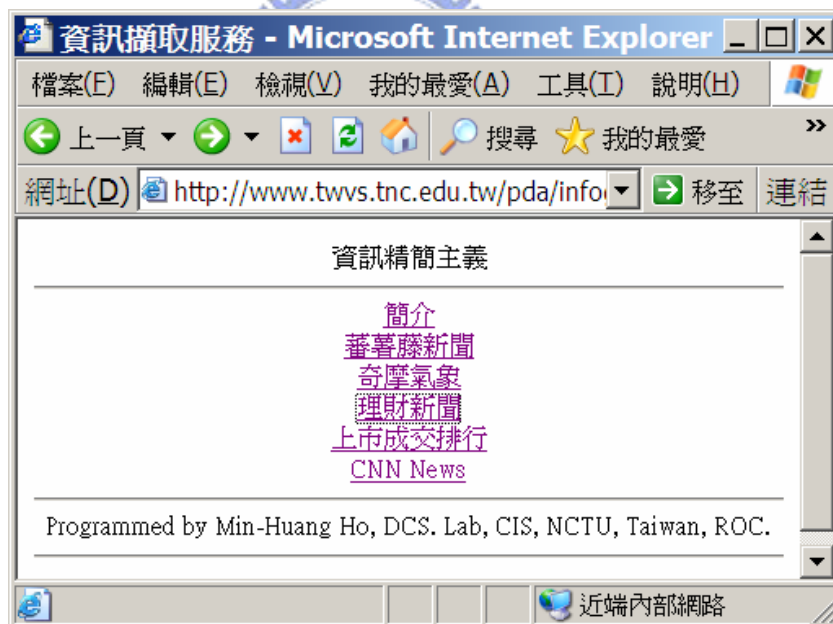 資訊擷取服務 - Microsoft Internet Explorer
檔案(F) 編輯(E) 檢視(V) 我的最愛(A) 工具(T) 說明(H)
上一頁 搜尋 我的最愛 »
網址(D) http://www.twvs.tnc.edu.tw/pda/info 移至 連結
資訊精簡主義
簡介
蕃薯藤新聞
奇摩氣象
理財新聞
上市成交排行
CNN News
Programmed by Min-Huang Ho, DCS. Lab, CIS, NCTU, Taiwan, ROC.
近端內部網路